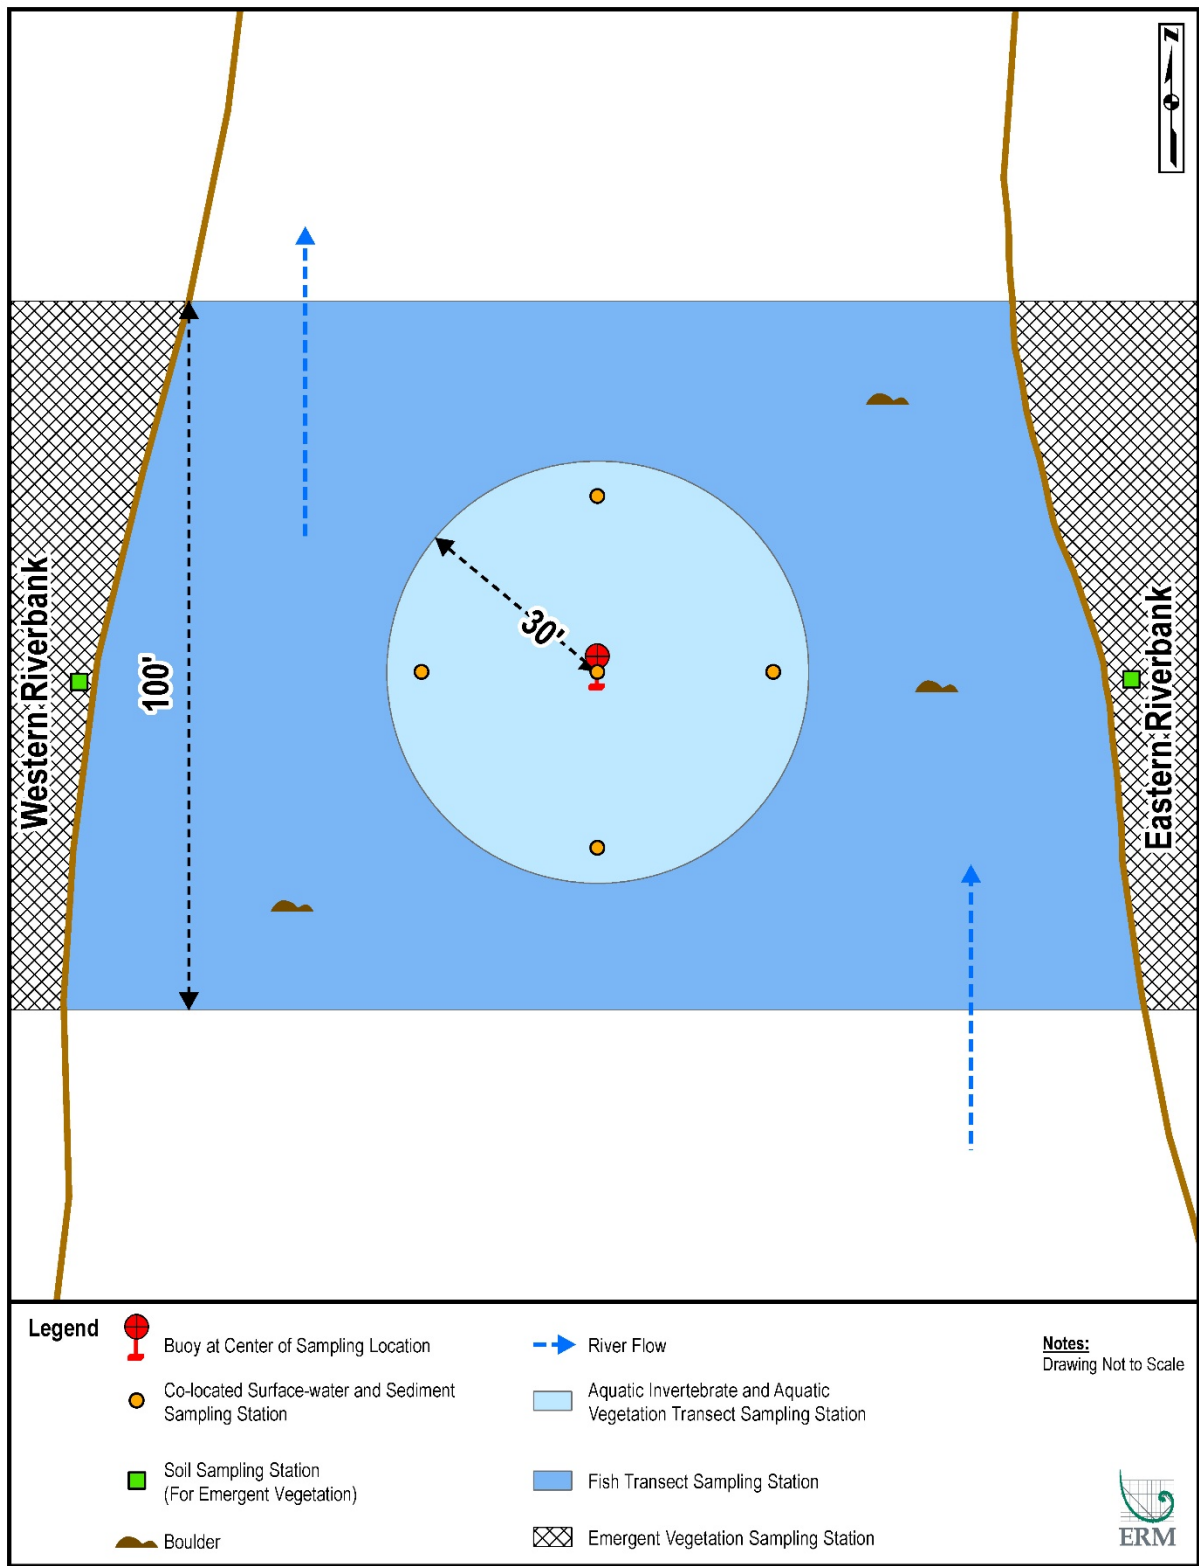 N
Western Riverbank
100'
30'
Eastern Riverbank
Legend
Buoy at Center of Sampling Location
Co-located Surface-water and Sediment
Sampling Station
Soil Sampling Station
(For Emergent Vegetation)
Boulder
River Flow
Aquatic Invertebrate and Aquatic
Vegetation Transect Sampling Station
Fish Transect Sampling Station
Emergent Vegetation Sampling Station
Notes:
Drawing Not to Scale
ERM